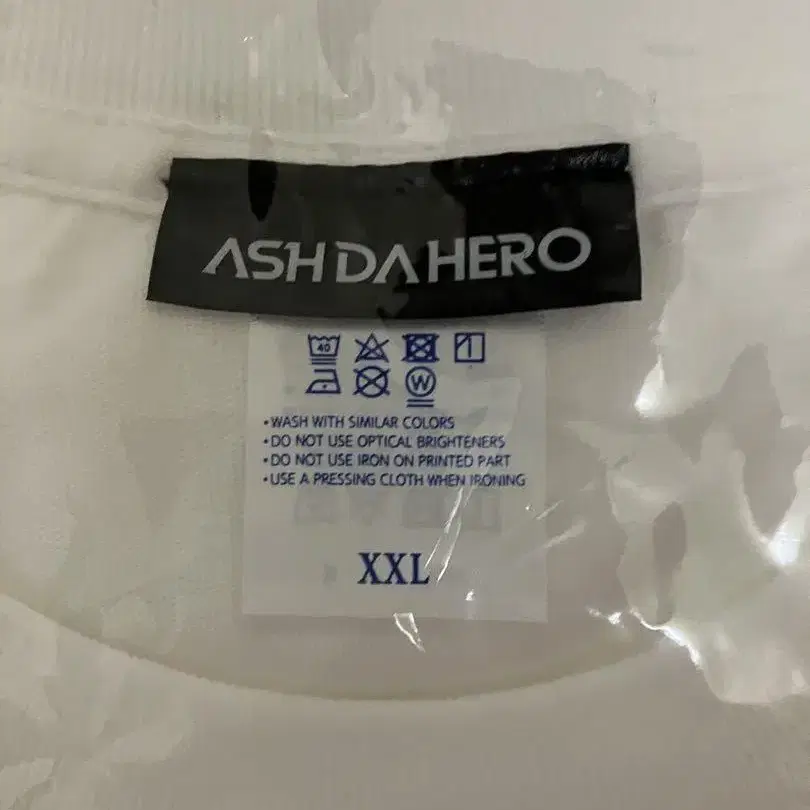 ASH DA HERO
40
W
• WASH WITH SIMILAR COLORS
• DO NOT USE OPTICAL BRIGHTENERS
• DO NOT USE IRON ON PRINTED PART
• USE A PRESSING CLOTH WHEN IRONING
XXL